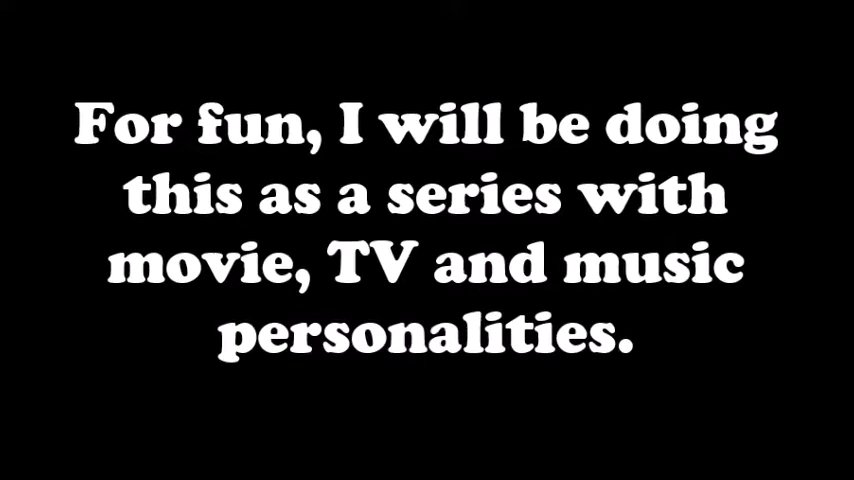 For fun, I will be doing
this as a series with
movie, TV and music
personalities.